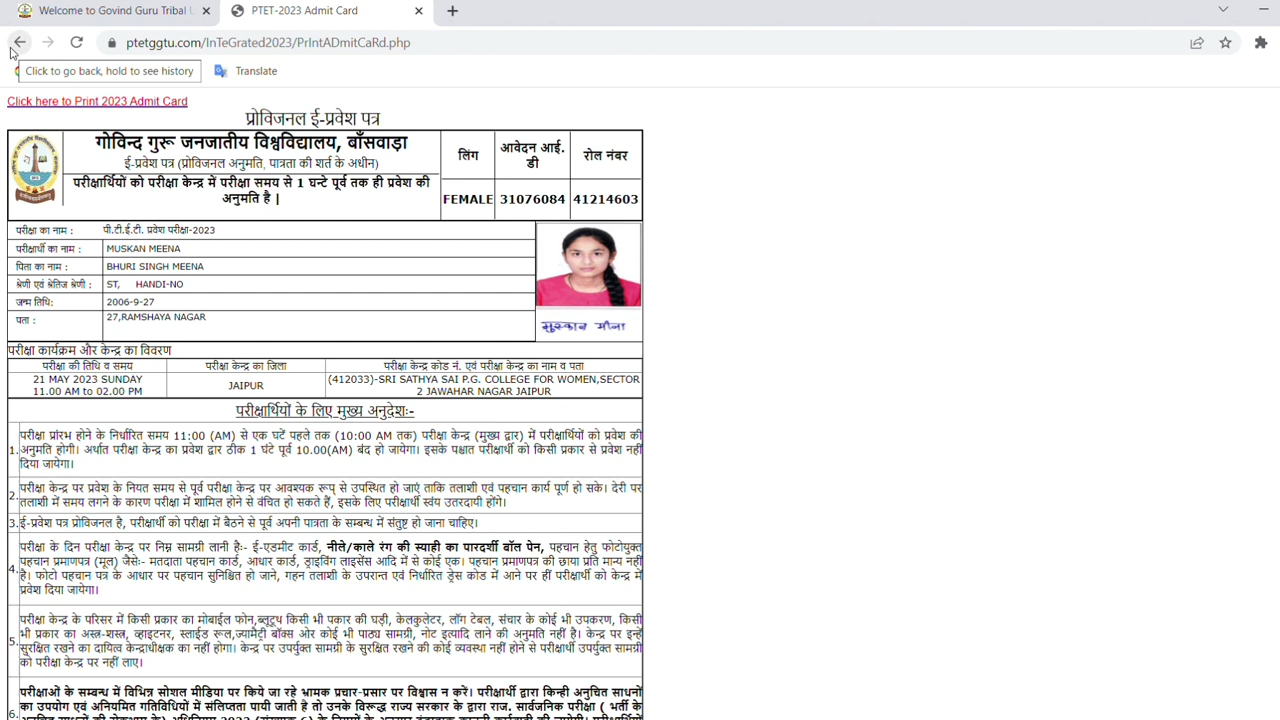 Welcome to Govind Guru Tribal U
PTET-2023 Admit Card
ptetggtu.com/InTeGrated2023/PrIntADmitCaRd.php
Click to go back, hold to see history
Translate
Click here to Print 2023 Admit Card
प्रोविजनल ई-प्रवेश पत्र
गोविन्द गुरू जनजातीय विश्वविद्यालय, बाँसवाड़ा
ई-प्रवेश पत्र (प्रोविजनल अनुमति, पात्रता की शर्त के अधीन)
परीक्षार्थियों को परीक्षा केन्द्र में परीक्षा समय से 1 घन्टे पूर्व तक ही प्रवेश की
अनुमति है |
लिंग
आवेदन आई. डी
रोल नंबर
FEMALE 31076084 41214603
परीक्षा का नाम : पी.टी.ई.टी. प्रवेश परीक्षा-2023
परीक्षार्थी का नाम : MUSKAN MEENA
पिता का नाम : BHURI SINGH MEENA
श्रेणी एवं श्रेतिज श्रेणी : ST, HANDI-NO
जन्म तिथि: 2006-9-27
पता : 27,RAMSHAYA NAGAR
मुस्कान मीना
परीक्षा कार्यक्रम और केन्द्र का विवरण
परीक्षा की तिथि व समय परीक्षा केन्द्र का जिला परीक्षा केन्द्र कोड नं. एवं परीक्षा केन्द्र का नाम व पता
21 MAY 2023 SUNDAY
11.00 AM to 02.00 PM
JAIPUR
(412033)-SRI SATHYA SAI P.G. COLLEGE FOR WOMEN,SECTOR
2 JAWAHAR NAGAR JAIPUR
परीक्षार्थियों के लिए मुख्य अनुदेशः-
1. परीक्षा प्रांरभ होने के निर्धारित समय 11:00 (AM) से एक घटें पहले तक (10:00 AM तक) परीक्षा केन्द्र (मुख्य द्वार) में परीक्षार्थियों को प्रवेश की
अनुमति होगी। अर्थात परीक्षा केन्द्र का प्रवेश द्वार ठीक 1 घंटे पूर्व 10.00(AM) बंद हो जायेगा। इसके पश्चात परीक्षार्थी को किसी प्रकार से प्रवेश नहीं
दिया जायेगा।
2. परीक्षा केन्द्र पर प्रवेश के नियत समय से पूर्व परीक्षा केन्द्र पर आवश्यक रूप् से उपस्थित हो जाएं ताकि तलाशी एवं पहचान कार्य पूर्ण हो सके। देरी पर
तलाशी में समय लगने के कारण परीक्षा में शामिल होने से वंचित हो सकते हैं, इसके लिए परीक्षार्थी स्वंय उतरदायी होंगे।
3. ई-प्रवेश पत्र प्रोविजनल है, परीक्षार्थी को परीक्षा में बैठने से पूर्व अपनी पात्रता के सम्बन्ध में संतुष्ट हो जाना चाहिए।
4. परीक्षा के दिन परीक्षा केन्द्र पर निम्न सामग्री लानी हैः- ई-एडमीट कार्ड, नीले/काले रंग की स्याही का पारदर्शी बॉल पेन, पहचान हेतु फोटोयुक्त
पहचान प्रमाणपत्र (मूल) जैसेः- मतदाता पहचान कार्ड, आधार कार्ड, ड्राइविंग लाइसेंस आदि में से कोई एक। पहचान प्रमाणपत्र की छाया प्रति मान्य नहीं
है। फोटो पहचान पत्र के आधार पर पहचान सुनिश्चित हो जाने, गहन तलाशी के उपरान्त एवं निर्धारित ड्रेस कोड में आने पर हीं परीक्षार्थी को केन्द्र में
प्रवेश दिया जायेगा।
5. परीक्षा केन्द्र के परिसर में किसी प्रकार का मोबाईल फोन,ब्लूटूथ किसी भी पकार की घड़ी, केलकुलेटर, लॉग टेबल, संचार के कोई भी उपकरण, किसी
भी प्रकार का अस्त्र-शस्त्र, व्हाइटनर, स्लाईड रूल,ज्यामैट्री बॉक्स ओर कोई भी पाठ्य सामग्री, नोट इत्यादि लाने की अनुमति नहीं है। केन्द्र पर इन्हें
सुरक्षित रखने का दायित्व केन्द्राधीक्षक का नहीं होगा। केन्द्र पर उपर्युक्त सामग्री के सुरक्षित रखने की कोई व्यवस्था नहीं होने से परीक्षार्थी उपर्युक्त सामग्री
को परीक्षा केन्द्र पर नहीं लाए।
6. परीक्षाओं के सम्बन्ध में विभिन्न सोशल मीडिया पर किये जा रहे भ्रामक प्रचार-प्रसार पर विश्वास न करें। परीक्षार्थी द्वारा किन्ही अनुचित साधनों
का उपयोग एवं अनियमित गतिविधियों में संलिप्तता पायी जाती है तो उनके विरूद्ध राज्य सरकार के द्वारा राज. सार्वजनिक परीक्षा ( भर्ती के